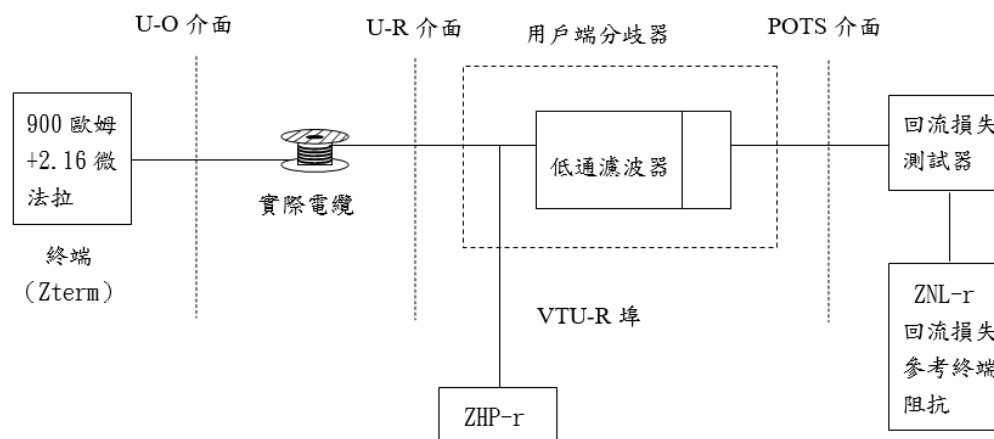 U-O 介面
U-R 介面
用戶端分歧器
POTS 介面
900 歐姆
+2.16 微
法拉
終端
（Zterm）
實際電纜
低通濾波器
回流損失
測試器
VTU-R 埠
ZHP-r
ZNL-r
回流損失
參考終端
阻抗